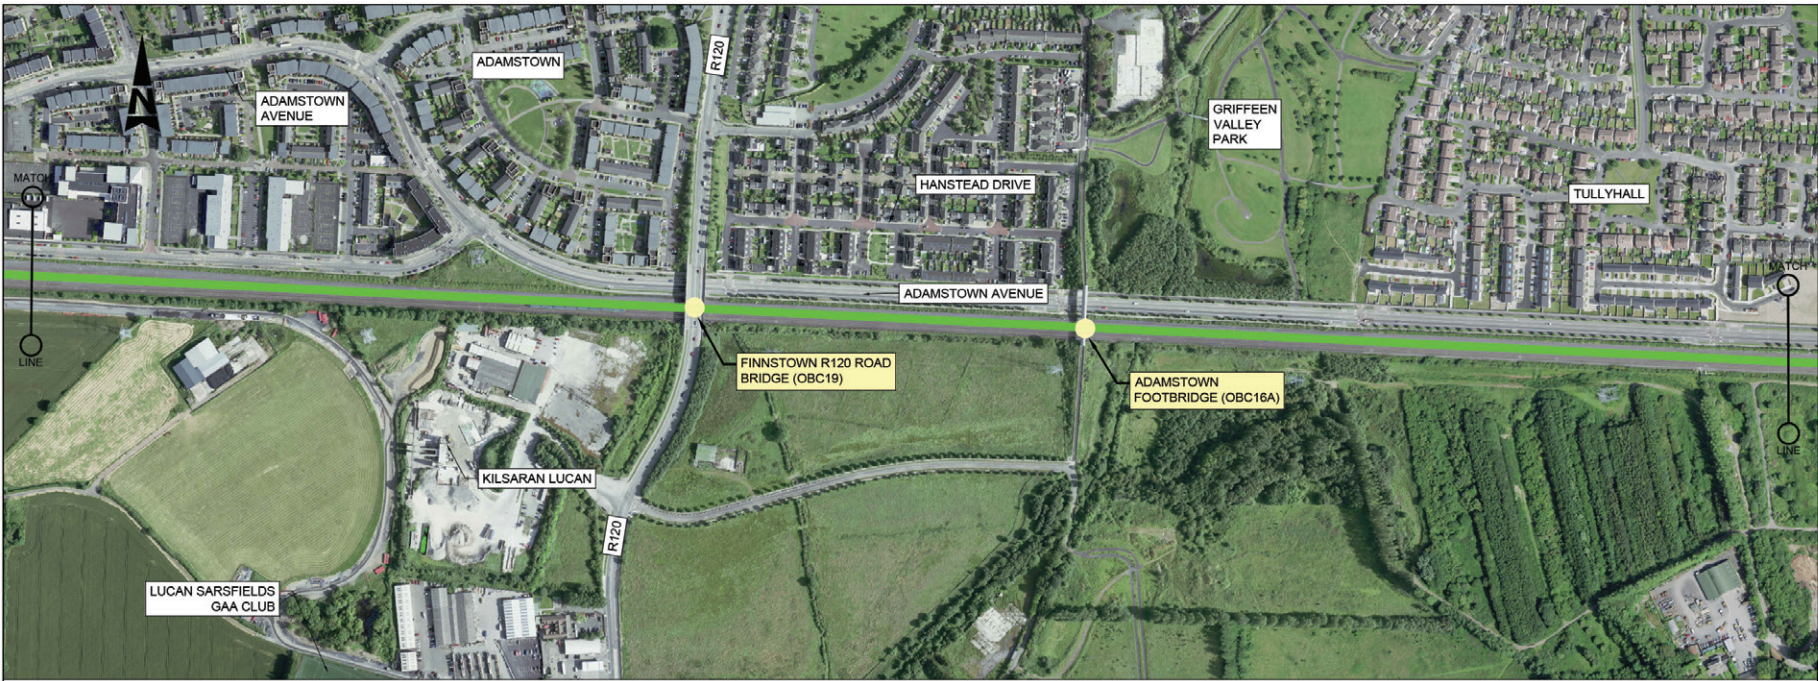 ADAMSTOWN
R120
N
ADAMSTOWN
AVENUE
GRIFFEEN
VALLEY
PARK
MATCH
HANSTEAD DRIVE
TULLYHALL
MATCH
ADAMSTOWN AVENUE
LINE
FINNSTOWN R120 ROAD
BRIDGE (OBC19)
ADAMSTOWN
FOOTBRIDGE (OBC16A)
LINE
KILSARAN LUCAN
R120
LUCAN SARSFIELDS
GAA CLUB